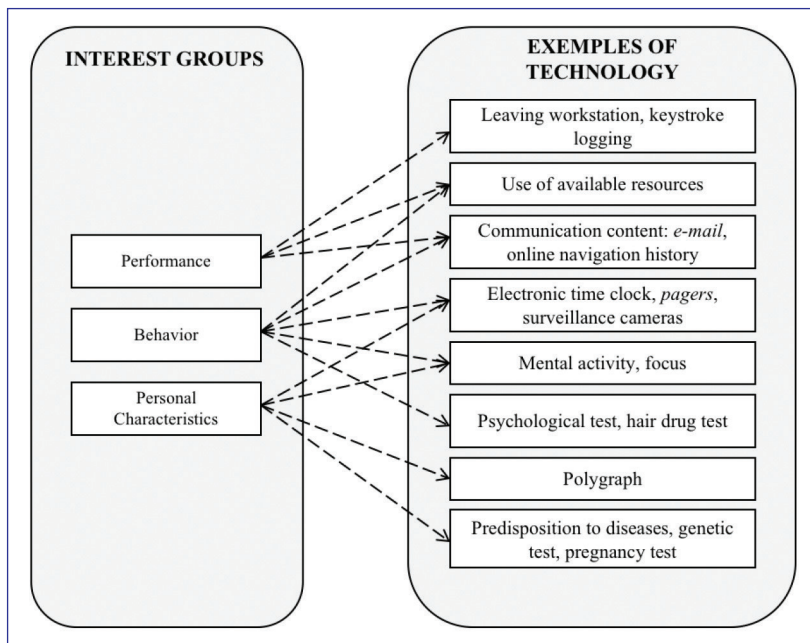 INTEREST GROUPS
Performance
Behavior
Personal
Characteristics
EXEMPLES OF
TECHNOLOGY
Leaving workstation, keystroke
logging
Use of available resources
Communication content: e-mail,
online navigation history
Electronic time clock, pagers,
surveillance cameras
Mental activity, focus
Psychological test, hair drug test
Polygraph
Predisposition to diseases, genetic
test, pregnancy test